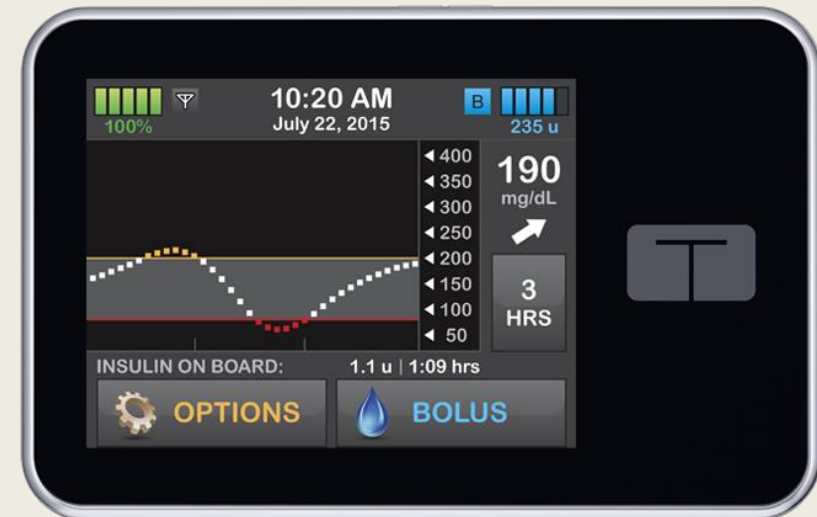 10:20 AM
July 22, 2015
B
100%
235 u
400
350
300
250
200
150
100
50
190
mg/dL
3
HRS
INSULIN ON BOARD: 1.1 u | 1:09 hrs
OPTIONS
BOLUS